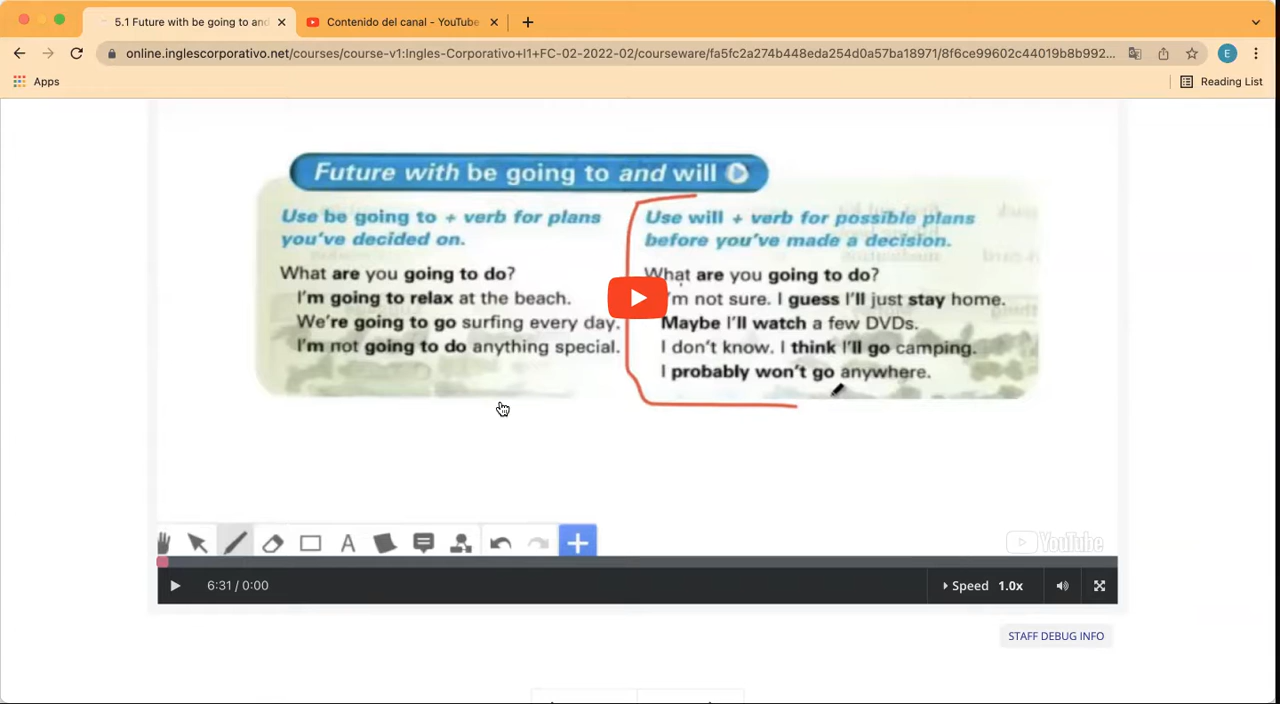 5.1 Future with be going to and
Contenido del canal - YouTube
online.inglescorporativo.net/courses/course-v1:Ingles-Corporativo+I1+FC-02-2022-02/courseware/fa5fc2a274b448eda254d0a57ba18971/8f6ce99602c44019b8b992...
E
Apps
Reading List
Future with be going to and will
Use be going to + verb for plans
you've decided on.
What are you going to do?
I'm going to relax at the beach.
We're going to go surfing every day.
I'm not going to do anything special.
Use will + verb for possible plans
before you've made a decision.
What are you going to do?
'm not sure. I guess I'll just stay home.
Maybe I'll watch a few DVDs.
I don't know. I think I'll go camping.
I probably won't go anywhere.
A
YouTube
6:31 / 0:00
Speed 1.0x
STAFF DEBUG INFO